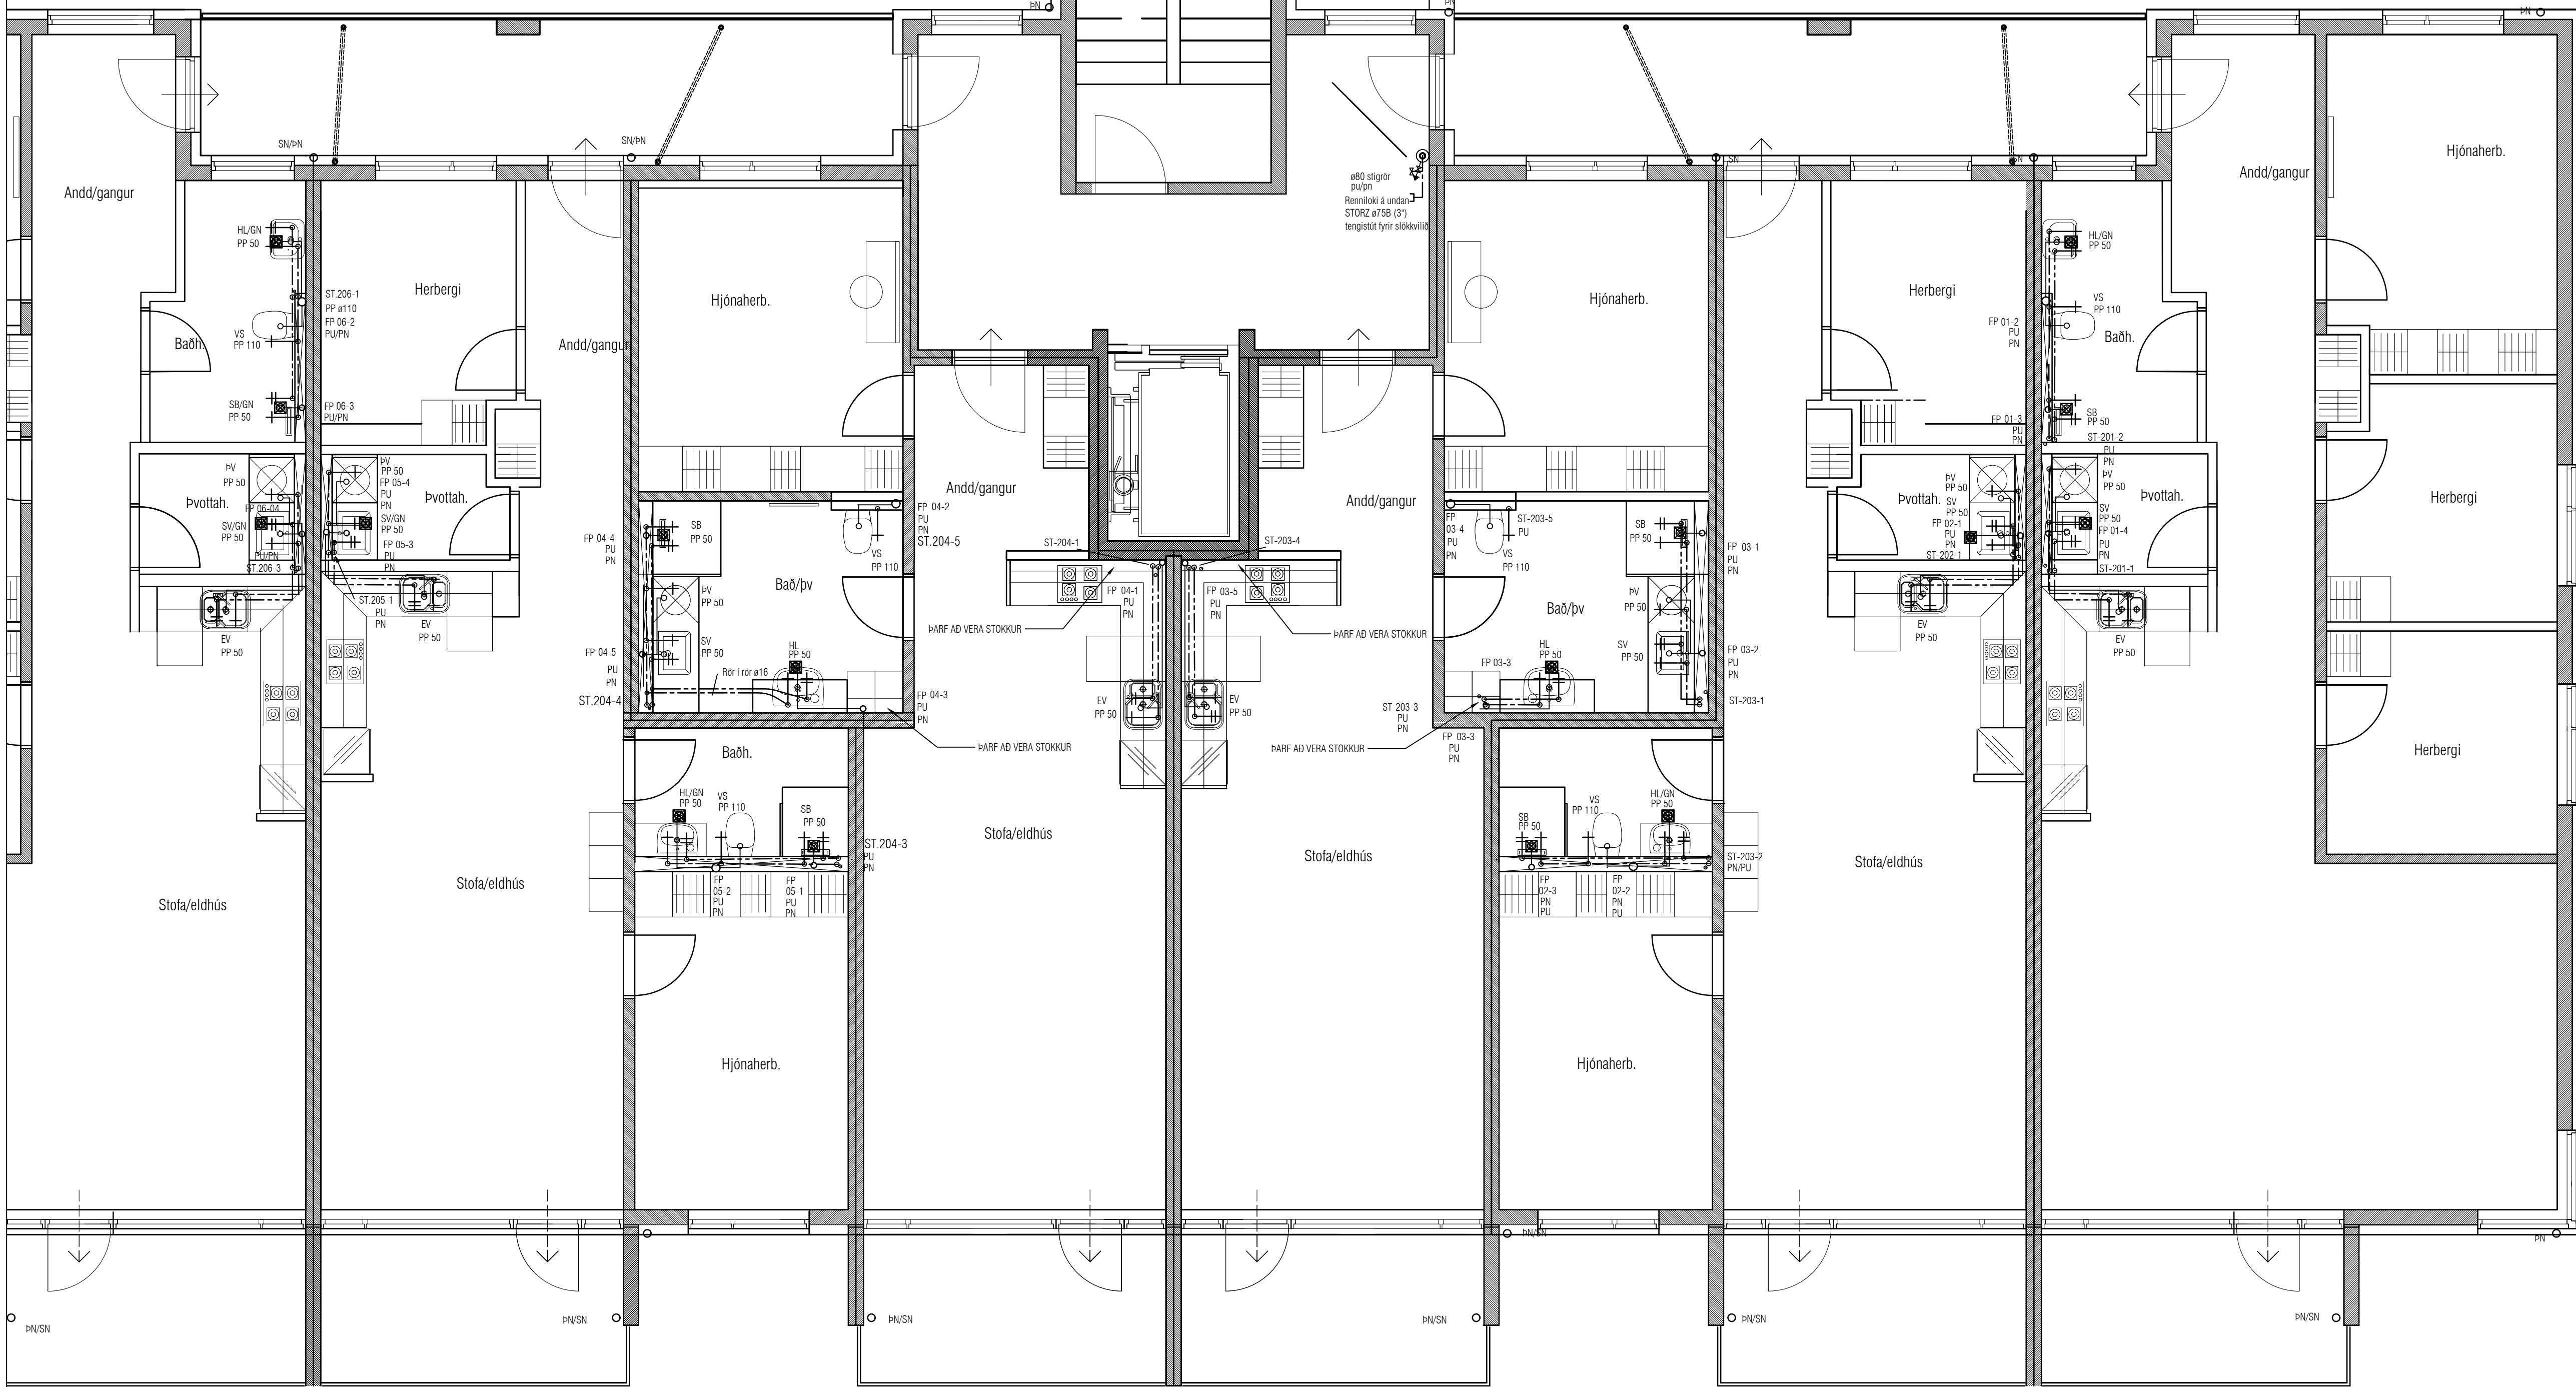 ÞN
ÞN
ÞN
SN/ÞN
SN/ÞN
SN
SN
Andd/gangur
HL/GN
PP 50
VS
PP 110
Baðh.
SB/GN
PP 50
ST.206-1
PP ø110
FP 06-2
PU/PN
FP 06-3
PU/PN
Herbergi
Andd/gangur
Hjónaherb.
ø80 stigrör
pu/pn
Renniloki á undan
STORZ ø75B (3")
tengistút fyrir slökkvilið
Hjónaherb.
Herbergi
FP 01-2
PU
PN
FP 01-3
PU
PN
HL/GN
PP 50
VS
PP 110
Baðh.
SB
PP 50
ST-201-2
PU
PN
Andd/gangur
Hjónaherb.
Þvottah.
ÞV
PP 50
FP 06-04
SV/GN
PP 50
PU/PN
ST.206-3
ÞV
PP 50
FP 05-4
PU
PN
SV/GN
PP 50
FP 05-3
PU
PN
Þvottah.
ST.205-1
PU
PN
EV
PP 50
EV
PP 50
FP 04-4
PU
PN
SB
PP 50
ÞV
PP 50
SV
PP 50
FP 04-5
PU
PN
ST.204-4
Bað/þv
HL
PP 50
Rör í rör ø16
VS
PP 110
FP 04-2
PU
PN
ST.204-5
Andd/gangur
FP 04-3
PU
PN
ST-204-1
FP 04-1
PU
PN
ÞARF AÐ VERA STOKKUR
ÞARF AÐ VERA STOKKUR
EV
PP 50
ST-203-4
FP 03-5
PU
PN
ÞARF AÐ VERA STOKKUR
ÞARF AÐ VERA STOKKUR
EV
PP 50
Andd/gangur
FP
03-4
PU
PN
ST-203-5
PU
VS
PP 110
Bað/þv
FP 03-3
HL
PP 50
SB
PP 50
ÞV
PP 50
SV
PP 50
ST-203-3
PU
PN
FP 03-3
PU
PN
FP 03-1
PU
PN
FP 03-2
PU
PN
ST-203-1
Þvottah.
ÞV
PP 50
SV
PP 50
FP 02-1
PU
PN
ST-202-1
EV
PP 50
ÞV
PP 50
SV
PP 50
FP 01-4
PU
PN
ST-201-1
Þvottah.
EV
PP 50
Herbergi
Herbergi
Baðh.
HL/GN
PP 50
VS
PP 110
SB
PP 50
ST.204-3
PU
PN
FP
05-2
PU
PN
FP
05-1
PU
PN
SB
PP 50
VS
PP 110
HL/GN
PP 50
ST-203-2
PN/PU
FP
02-3
PN
PU
FP
02-2
PN
PU
Stofa/eldhús
Stofa/eldhús
Stofa/eldhús
Stofa/eldhús
Stofa/eldhús
Hjónaherb.
Hjónaherb.
ÞN/SN
ÞN
ÞN/SN
ÞN/SN
ÞN/SN
ÞN/SN
ÞN/SN
ÞN/SN